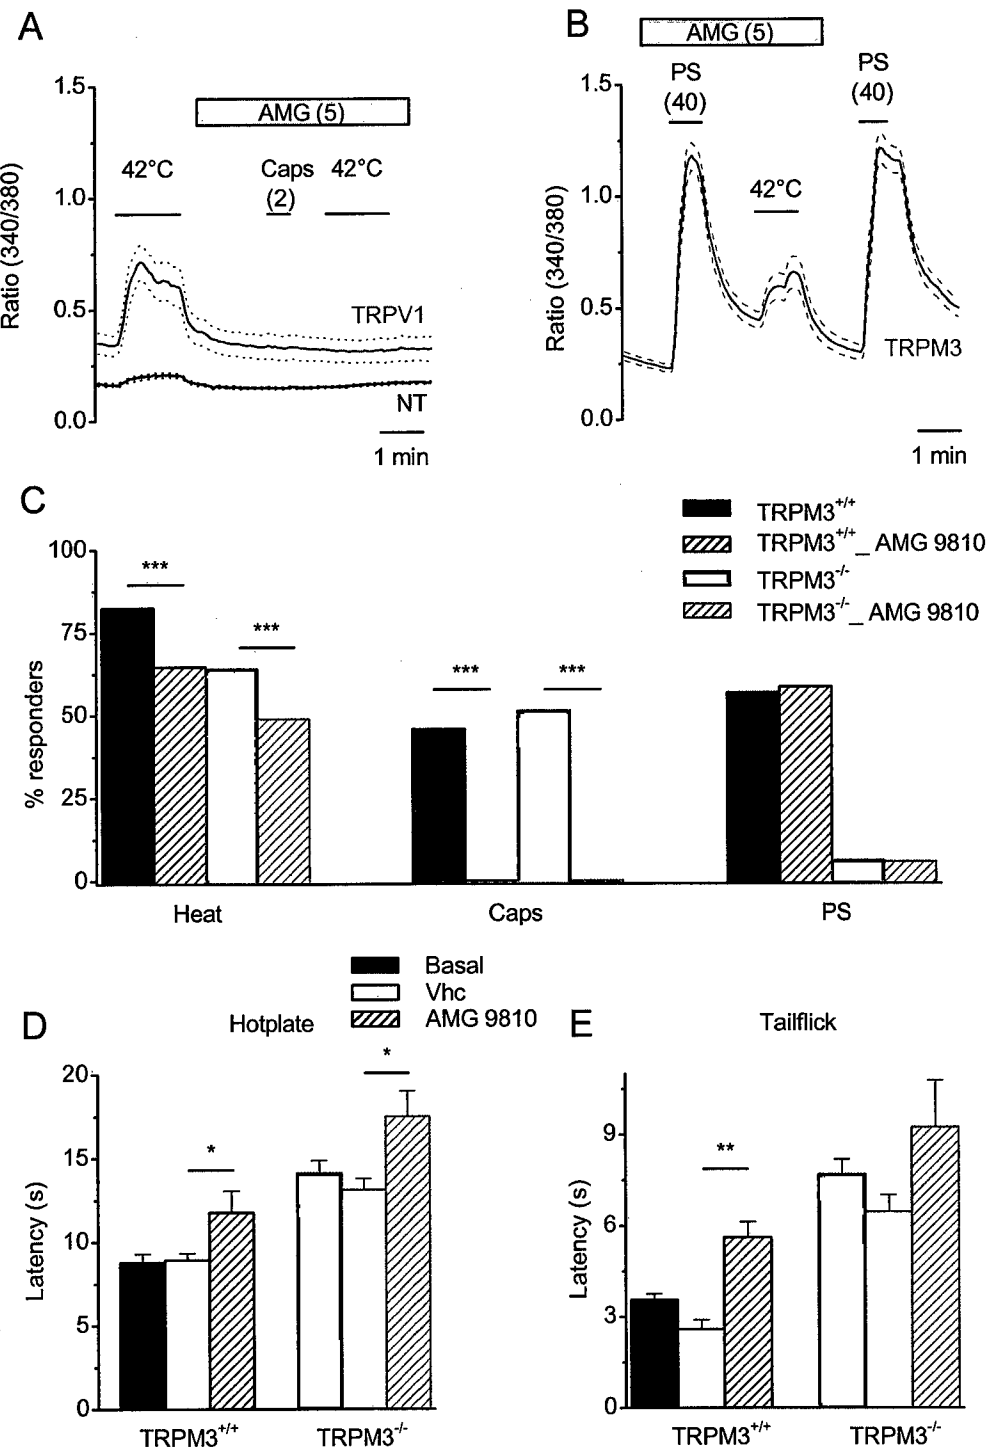 A
AMG (5)
42°C
Caps
(2)
42°C
Ratio (340/380)
1.5
1.0
0.5
0.0
TRPV1
NT
1 min
B
AMG (5)
PS
(40)
PS
(40)
42°C
Ratio (340/380)
1.5
1.0
0.5
0.0
TRPM3
1 min
C
TRPM3+/+
TRPM3+/+_ AMG 9810
TRPM3-/-
TRPM3-/-_ AMG 9810
% responders
100
75
50
25
0
***
***
***
***
Heat
Caps
PS
Basal
Vhc
AMG 9810
D
Hotplate
Latency (s)
20
15
10
5
0
*
*
TRPM3+/+
TRPM3-/-
E
Tailflick
Latency (s)
9
6
3
0
**
TRPM3+/+
TRPM3-/-